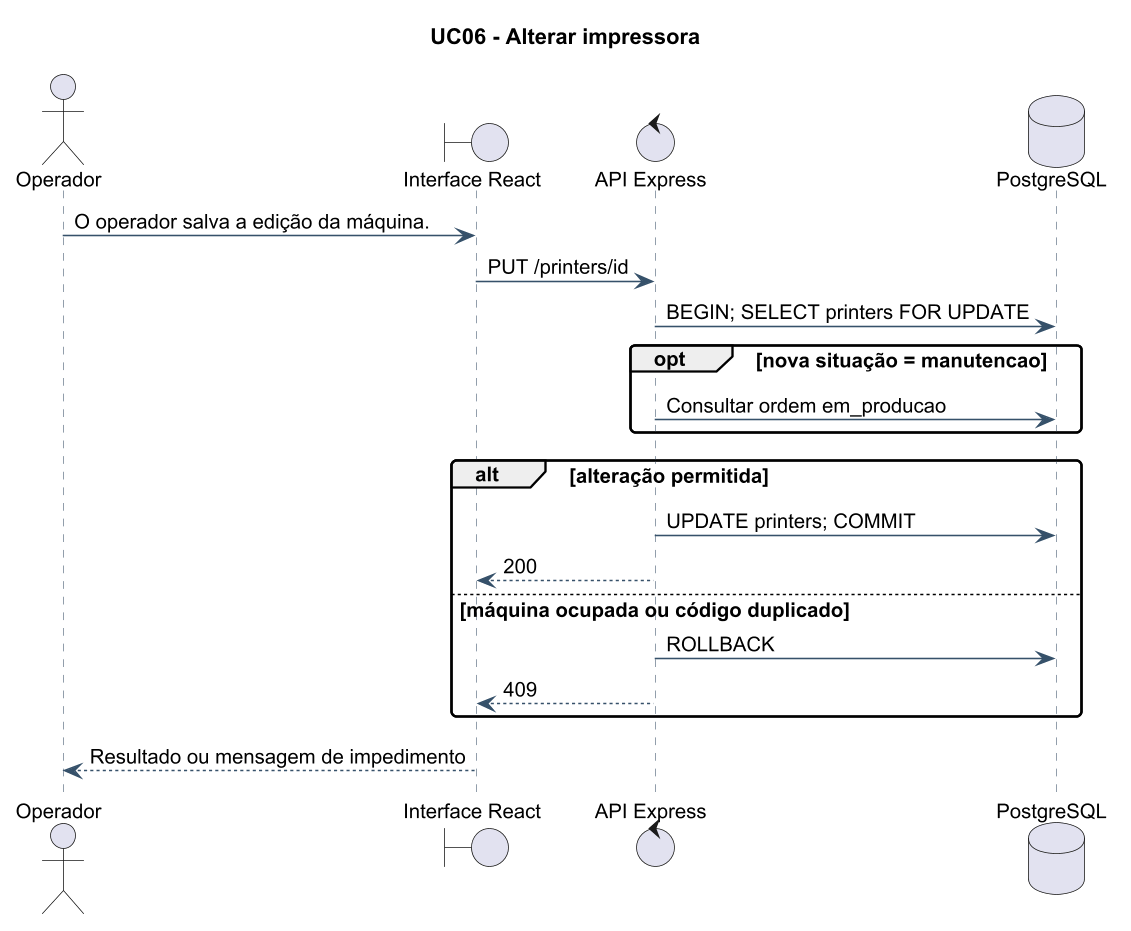 UC06 - Alterar impressora
Operador
Interface React
API Express
PostgreSQL
O operador salva a edição da máquina.
PUT /printers/id
BEGIN; SELECT printers FOR UPDATE
opt
[nova situação = manutencao]
Consultar ordem em_producao
alt
[alteração permitida]
UPDATE printers; COMMIT
200
[máquina ocupada ou código duplicado]
ROLLBACK
409
Resultado ou mensagem de impedimento
Operador
Interface React
API Express
PostgreSQL